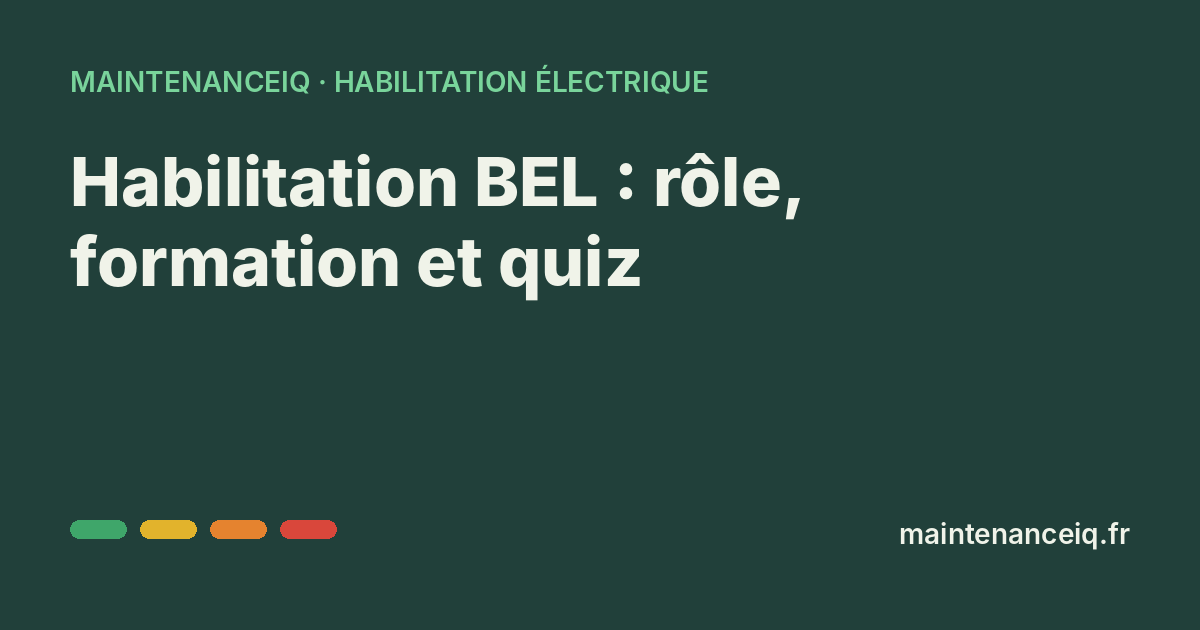 MAINTENANCEIQ · HABILITATION ÉLECTRIQUE
Habilitation BEL : rôle,
formation et quiz
maintenanceiq.fr